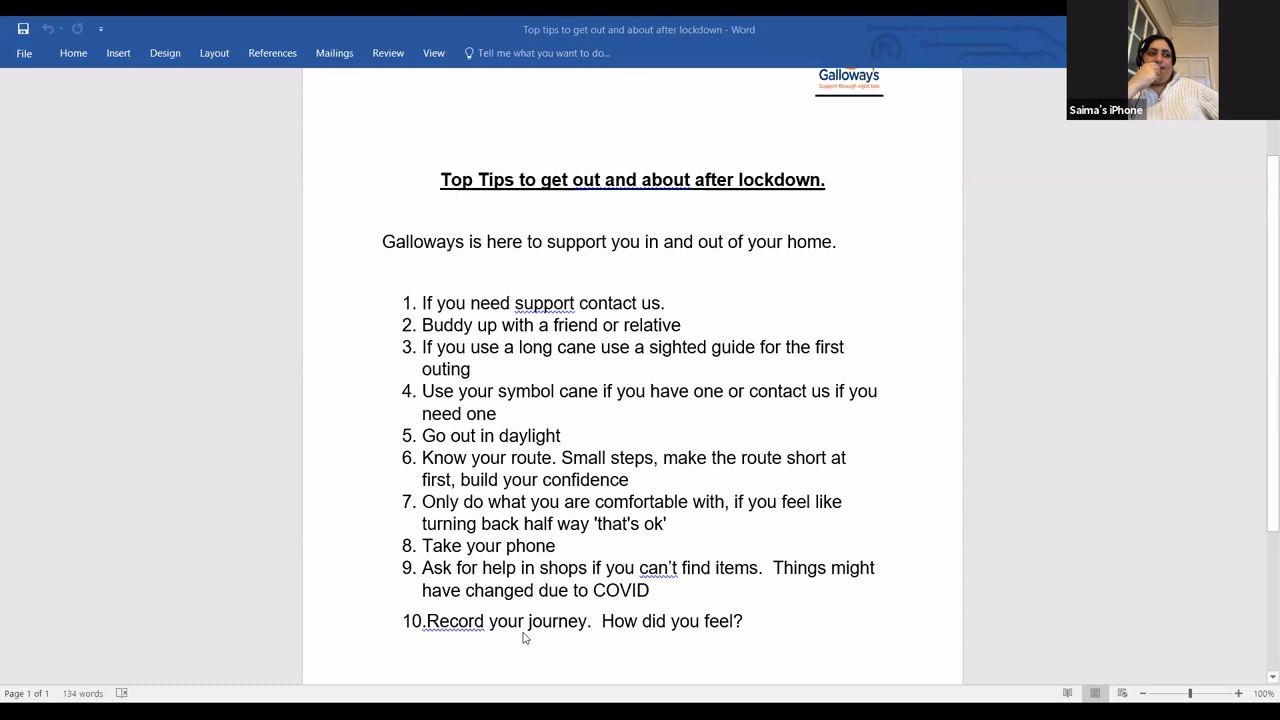 Top tips to get out and about after lockdown - Word
File Home Insert Design Layout References Mailings Review View Tell me what you want to do...
Saima's iPhone
Galloway's
Support through sight loss
Top Tips to get out and about after lockdown.
Galloways is here to support you in and out of your home.
1. If you need support contact us.
2. Buddy up with a friend or relative
3. If you use a long cane use a sighted guide for the first
outing
4. Use your symbol cane if you have one or contact us if you
need one
5. Go out in daylight
6. Know your route. Small steps, make the route short at
first, build your confidence
7. Only do what you are comfortable with, if you feel like
turning back half way 'that's ok'
8. Take your phone
9. Ask for help in shops if you can't find items.  Things might
have changed due to COVID
10.Record your journey.  How did you feel?
Page 1 of 1 134 words 100%